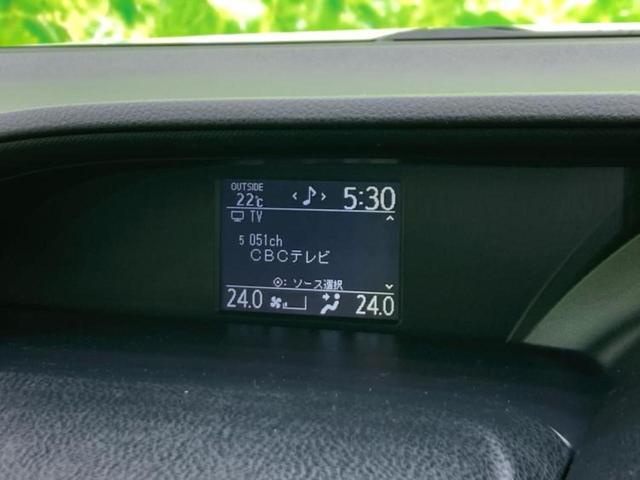 OUTSIDE
22℃ 5:30
TV
5 051ch
CBCテレビ
◎: ソース選択
24.0 24.0